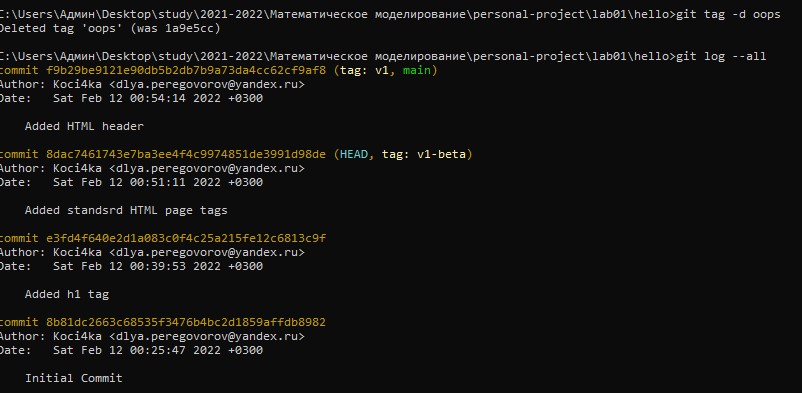 C:\Users\Админ\Desktop\study\2021-2022\Математическое моделирование\personal-project\lab01\hello>git tag -d oops
Deleted tag 'oops' (was 1a9e5cc)
C:\Users\Админ\Desktop\study\2021-2022\Математическое моделирование\personal-project\lab01\hello>git log --all
commit f9b29be9121e90db5b2db7b9a73da4cc62cf9af8 (tag: v1, main)
Author: Koci4ka <dlya.peregovorov@yandex.ru>
Date:   Sat Feb 12 00:54:14 2022 +0300
Added HTML header
commit 8dac7461743e7ba3ee4f4c9974851de3991d98de (HEAD, tag: v1-beta)
Author: Koci4ka <dlya.peregovorov@yandex.ru>
Date:   Sat Feb 12 00:51:11 2022 +0300
Added standsrd HTML page tags
commit e3fd4f640e2d1a083c0f4c25a215fe12c6813c9f
Author: Koci4ka <dlya.peregovorov@yandex.ru>
Date:   Sat Feb 12 00:39:53 2022 +0300
Added h1 tag
commit 8b81dc2663c68535f3476b4bc2d1859affdb8982
Author: Koci4ka <dlya.peregovorov@yandex.ru>
Date:   Sat Feb 12 00:25:47 2022 +0300
Initial Commit